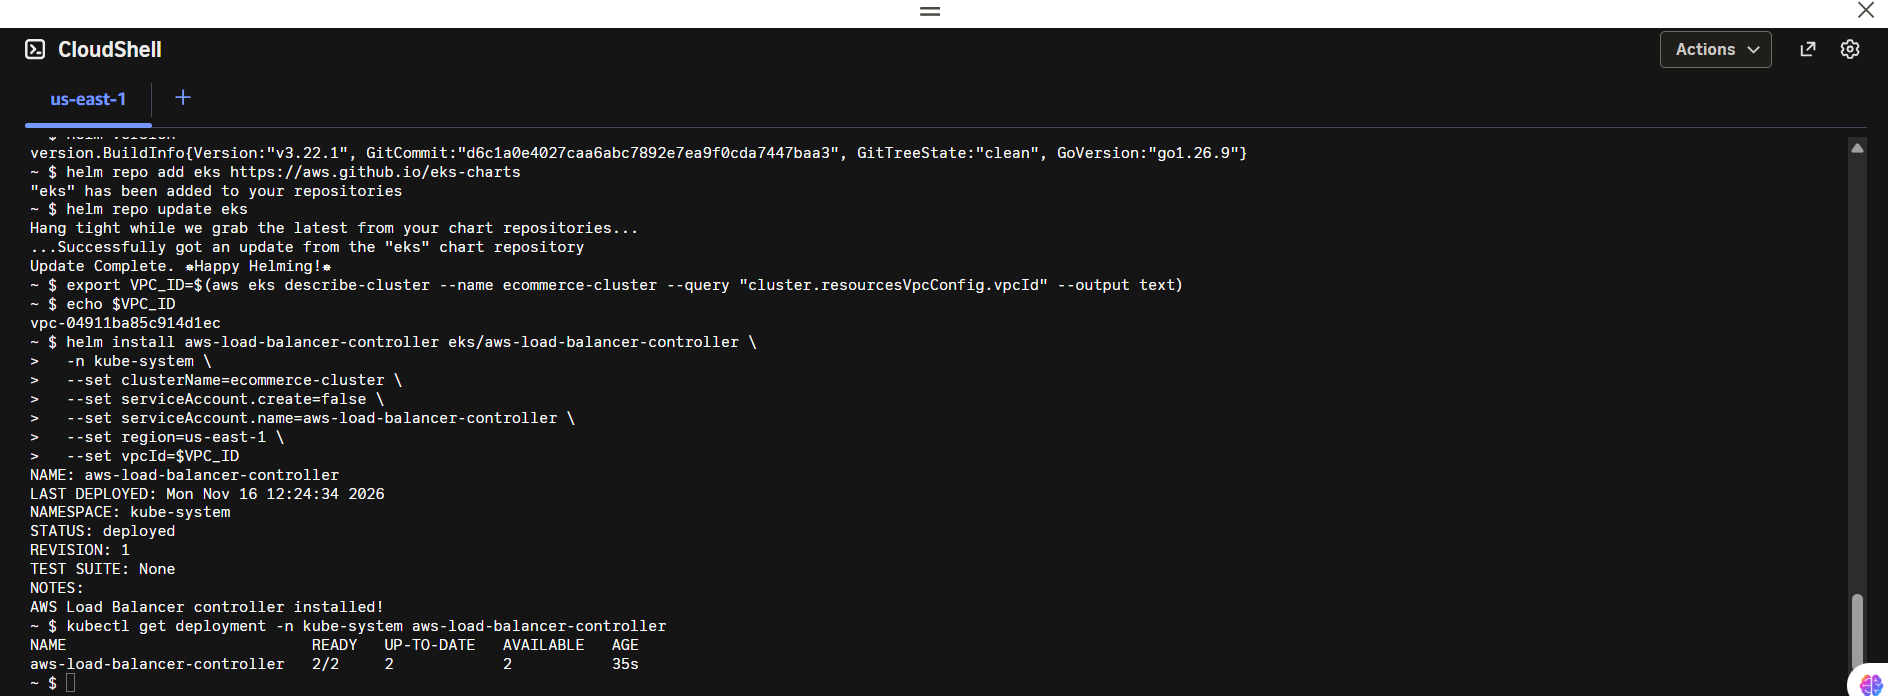 CloudShell
Actions
us-east-1
+
~ $ helm version
version.BuildInfo{Version:"v3.22.1", GitCommit:"d6c1a0e4027caa6abc7892e7ea9f0cda7447baa3", GitTreeState:"clean", GoVersion:"go1.26.9"}
~ $ helm repo add eks https://aws.github.io/eks-charts
"eks" has been added to your repositories
~ $ helm repo update eks
Hang tight while we grab the latest from your chart repositories...
...Successfully got an update from the "eks" chart repository
Update Complete. ⎈Happy Helming!⎈
~ $ export VPC_ID=$(aws eks describe-cluster --name ecommerce-cluster --query "cluster.resourcesVpcConfig.vpcId" --output text)
~ $ echo $VPC_ID
vpc-04911ba85c914d1ec
~ $ helm install aws-load-balancer-controller eks/aws-load-balancer-controller \
>   -n kube-system \
>   --set clusterName=ecommerce-cluster \
>   --set serviceAccount.create=false \
>   --set serviceAccount.name=aws-load-balancer-controller \
>   --set region=us-east-1 \
>   --set vpcId=$VPC_ID
NAME: aws-load-balancer-controller
LAST DEPLOYED: Mon Nov 16 12:24:34 2026
NAMESPACE: kube-system
STATUS: deployed
REVISION: 1
TEST SUITE: None
NOTES:
AWS Load Balancer controller installed!
~ $ kubectl get deployment -n kube-system aws-load-balancer-controller
NAME                           READY   UP-TO-DATE   AVAILABLE   AGE
aws-load-balancer-controller   2/2     2            2           35s
~ $